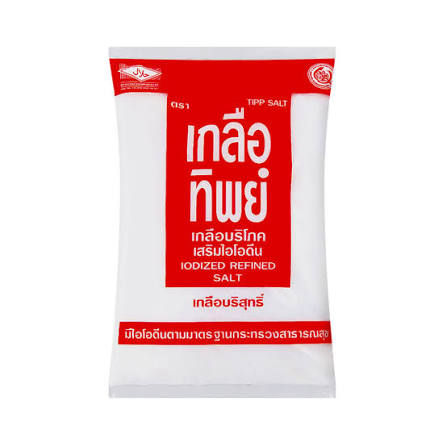 حلال
ตรา
TIPP SALT
เกลือ
ทิพย์
เกลือบริโภค
เสริมไอโอดีน
IODIZED REFINED
SALT
เกลือบริสุทธิ์
มีไอโอดีนตามมาตรฐานกระทรวงสาธารณสุข